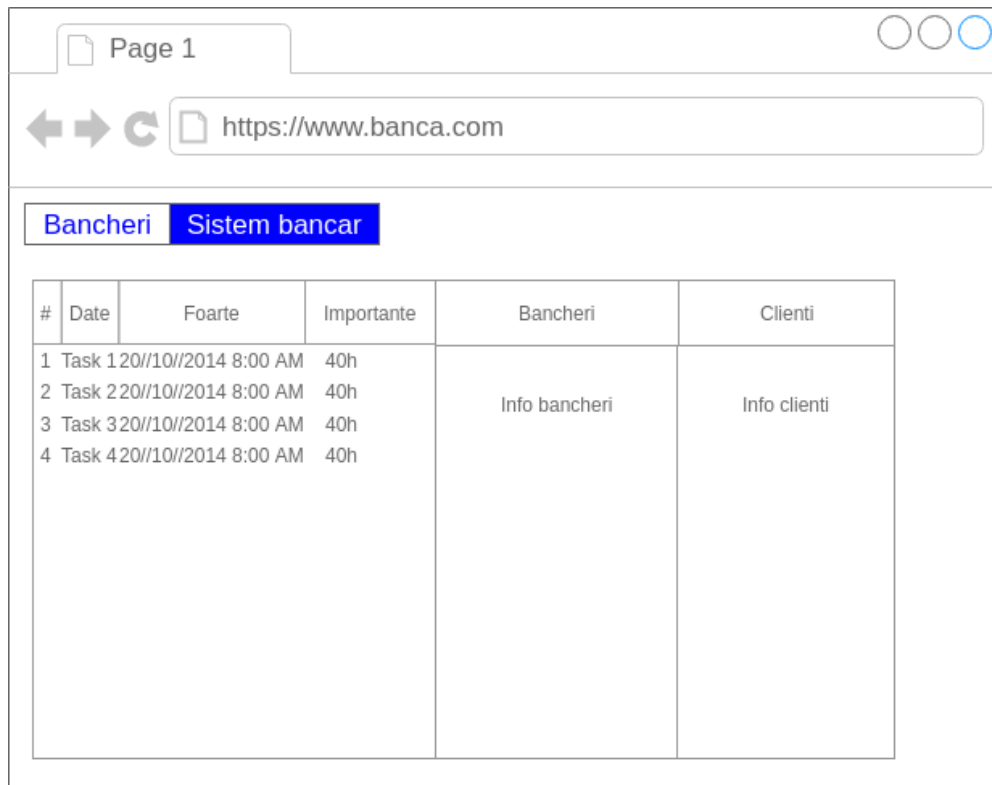 Page 1
https://www.banca.com
Bancheri Sistem bancar
# Date Foarte Importante Bancheri Clienti
1 Task 1 20//10//2014 8:00 AM 40h
2 Task 2 20//10//2014 8:00 AM 40h
Info bancheri Info clienti
3 Task 3 20//10//2014 8:00 AM 40h
4 Task 4 20//10//2014 8:00 AM 40h